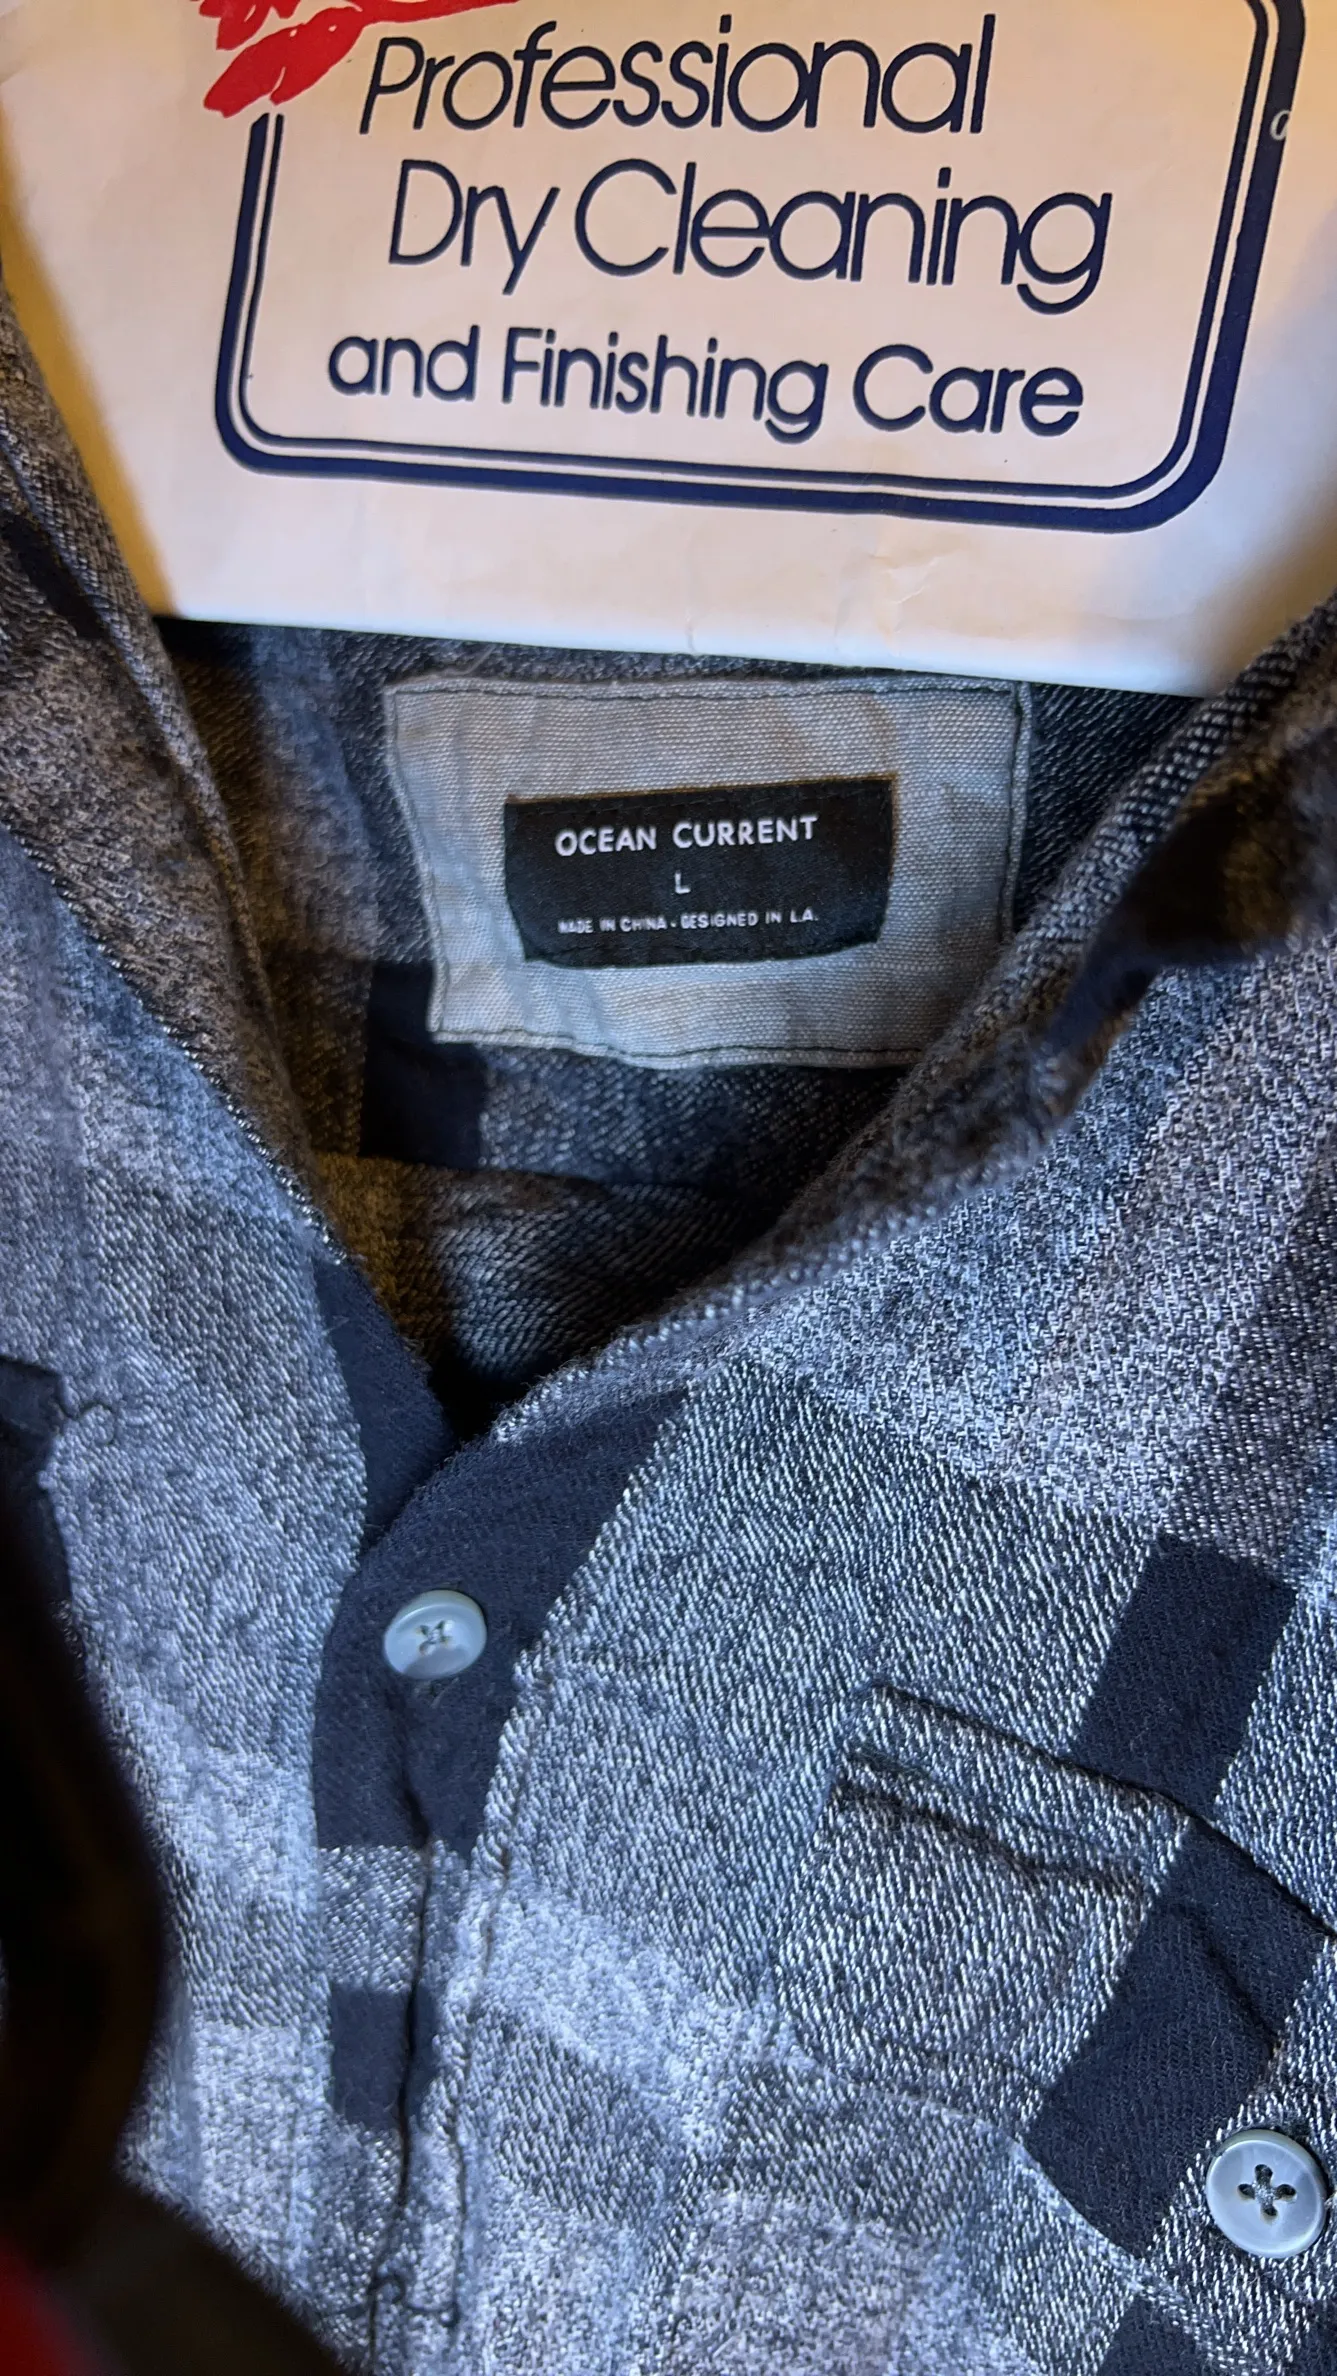 Professional
Dry Cleaning
and Finishing Care
OCEAN CURRENT
L
MADE IN CHINA • DESIGNED IN L.A.